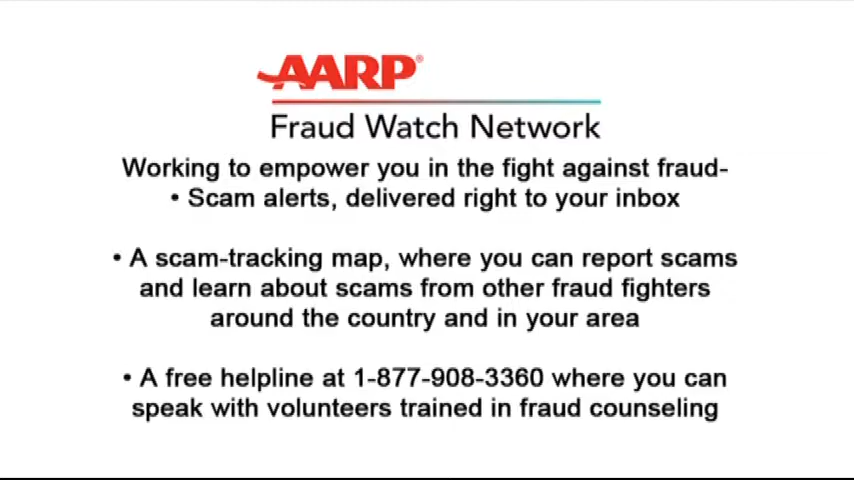 AARP®
Fraud Watch Network
Working to empower you in the fight against fraud-
• Scam alerts, delivered right to your inbox
• A scam-tracking map, where you can report scams
and learn about scams from other fraud fighters
around the country and in your area
• A free helpline at 1-877-908-3360 where you can
speak with volunteers trained in fraud counseling